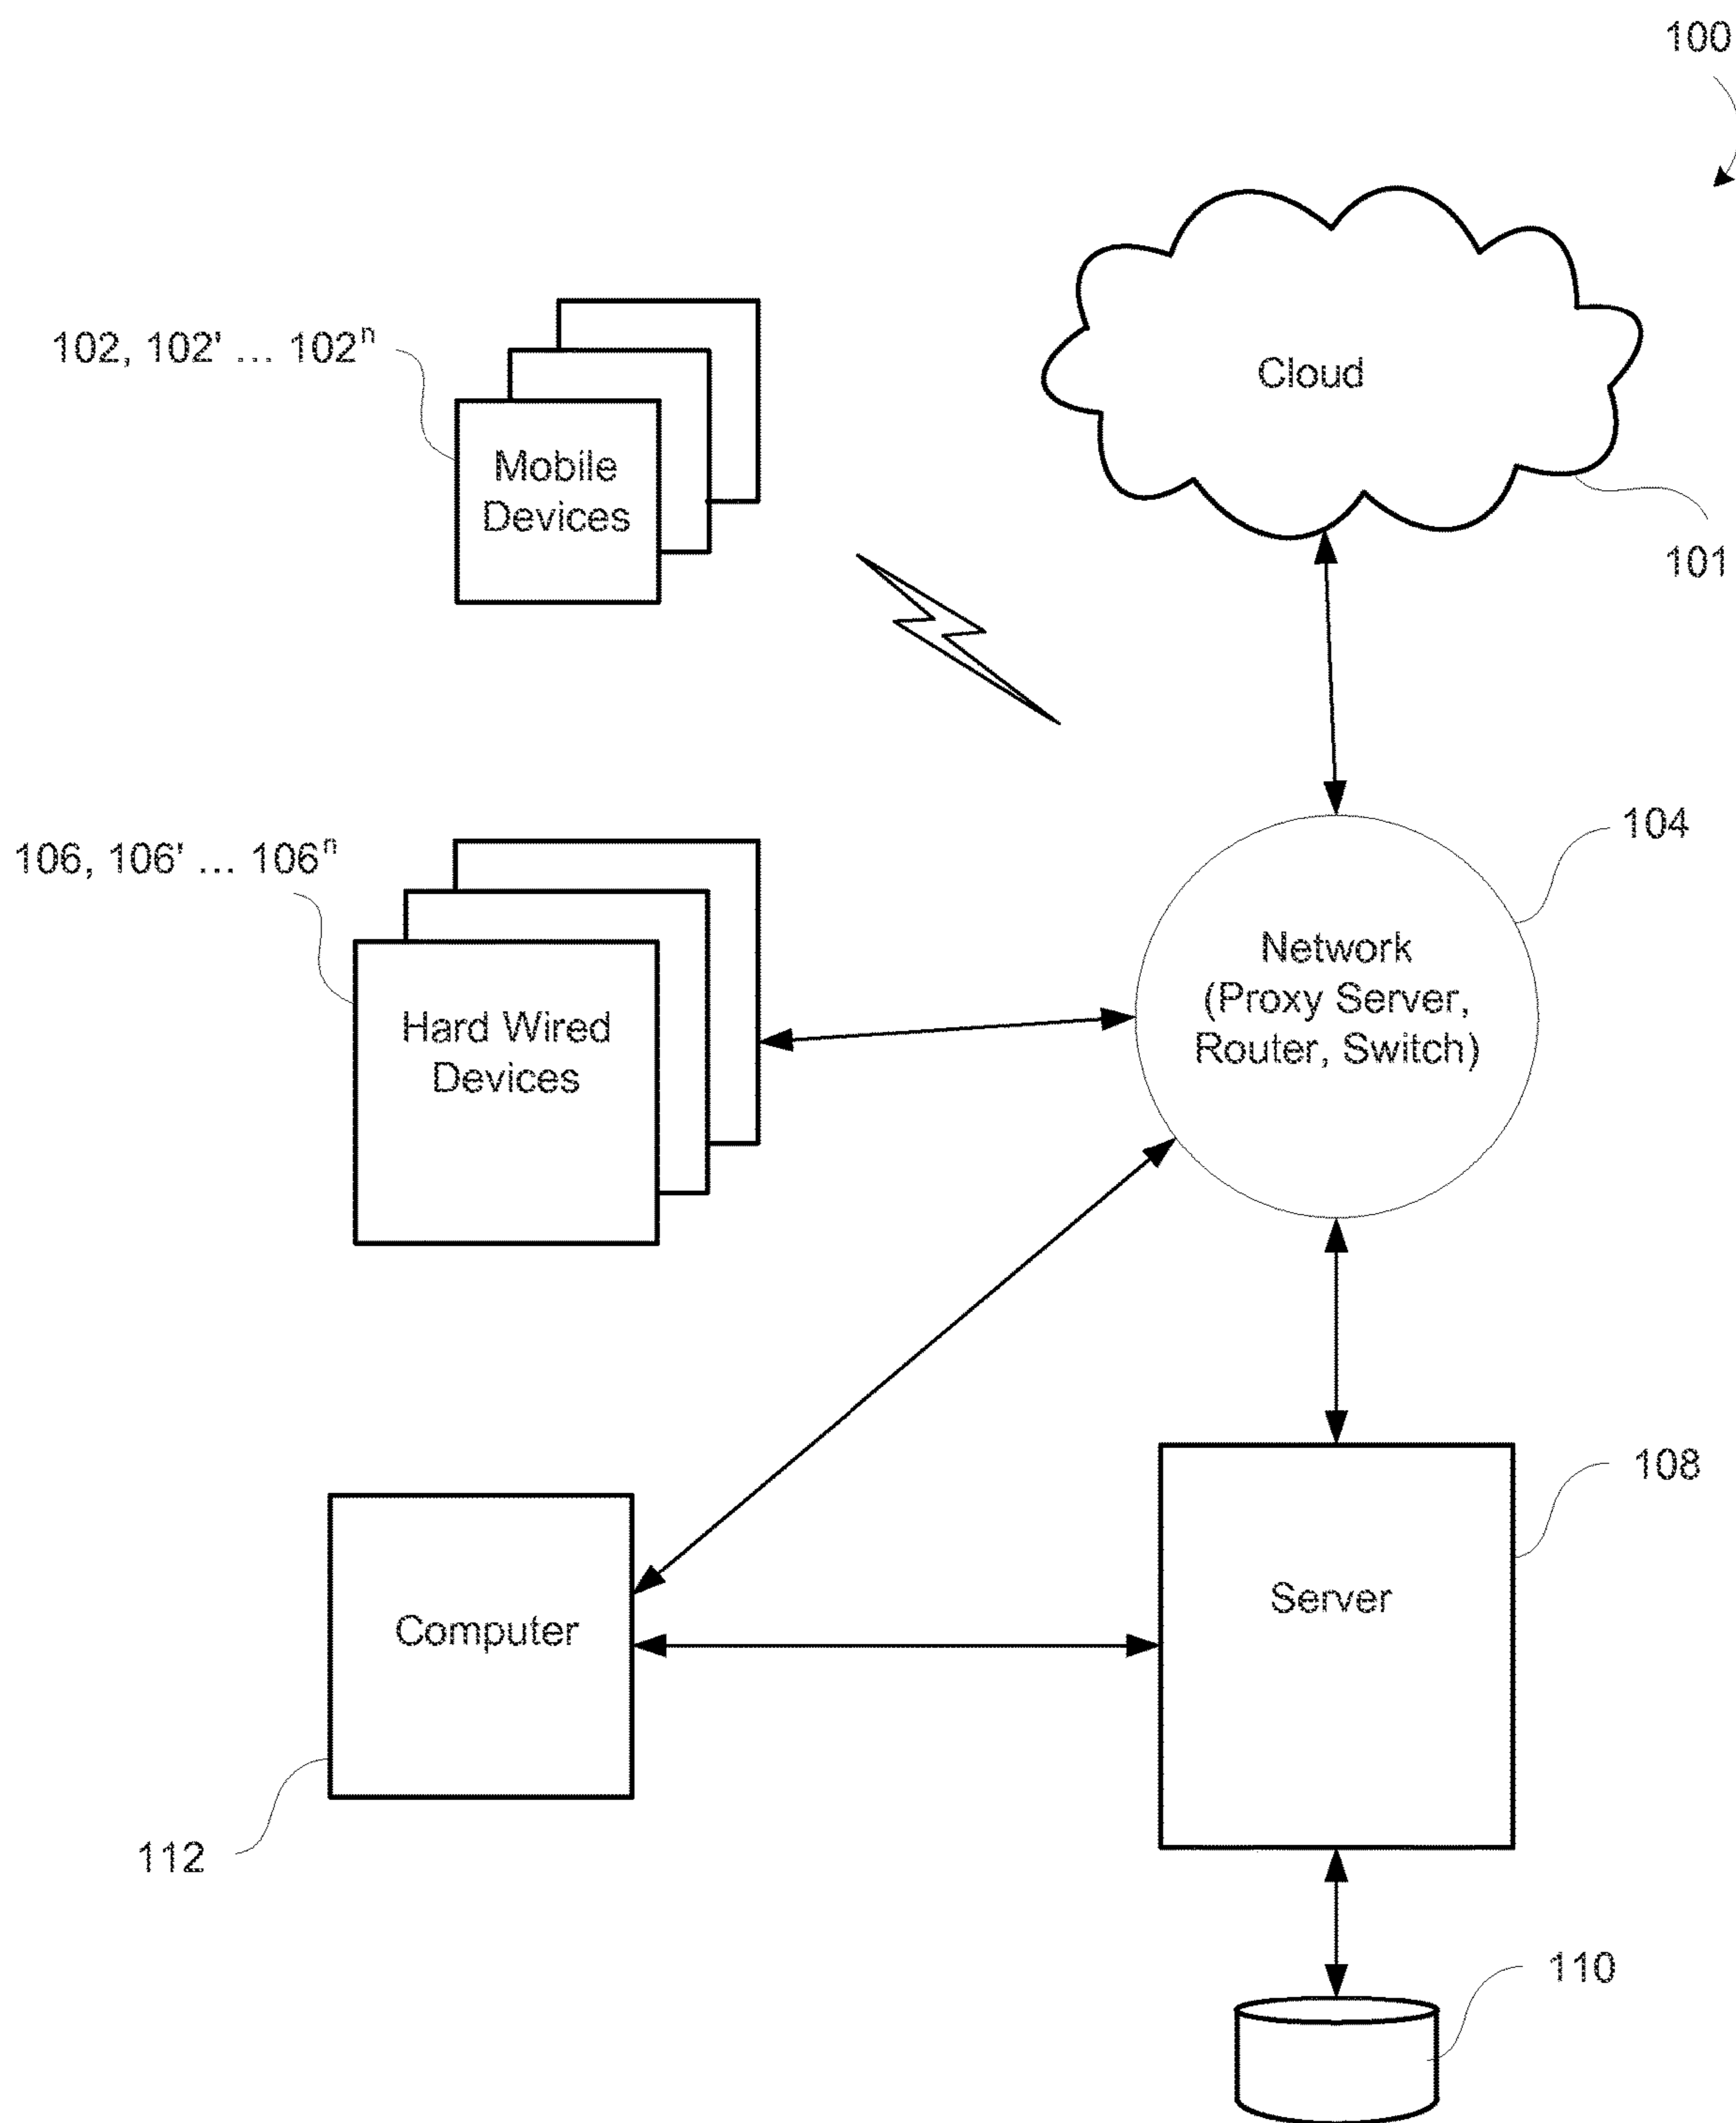 100
Cloud
102, 102' ... 102ⁿ
Mobile
Devices
101
104
106, 106' ... 106ⁿ
Network
(Proxy Server,
Router, Switch)
Hard Wired
Devices
108
Server
Computer
112
110